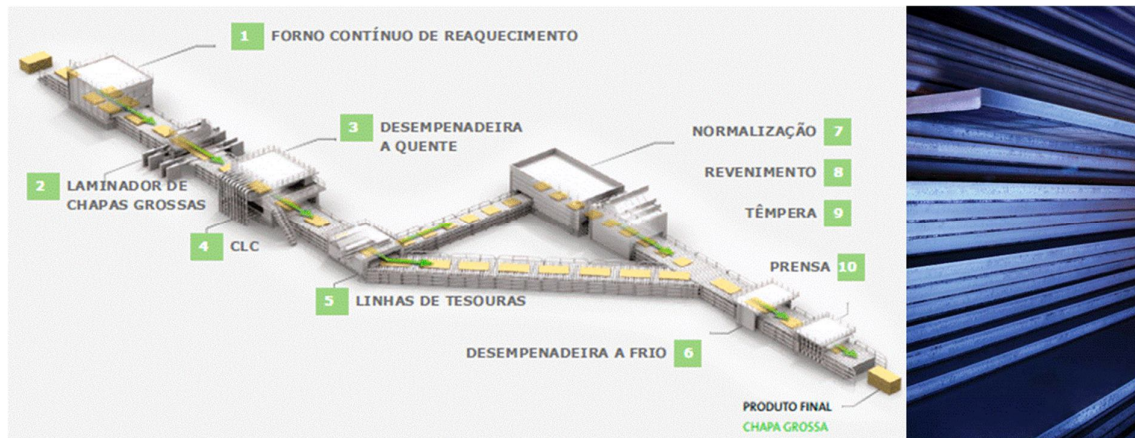 1 FORNO CONTÍNUO DE REAQUECIMENTO
2 LAMINADOR DE
CHAPAS GROSSAS
3 DESEMPENADEIRA
A QUENTE
4 CLC
5 LINHAS DE TESOURAS
DESEMPENADEIRA A FRIO 6
NORMALIZAÇÃO 7
REVENIMENTO 8
TÊMPERA 9
PRENSA 10
PRODUTO FINAL
CHAPA GROSSA